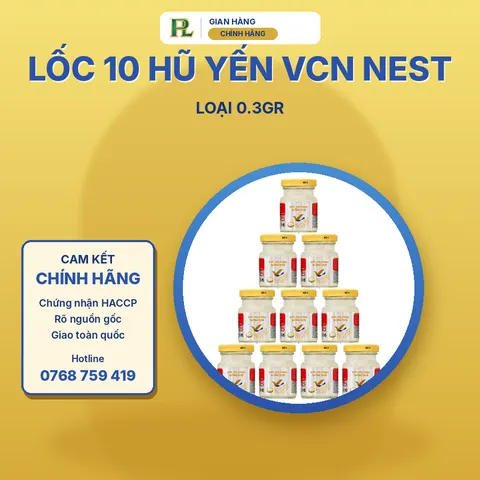 PL
GIAN HÀNG
CHÍNH HÃNG
LỐC 10 HŨ YẾN VCN NEST
LOẠI 0.3GR
CAM KẾT
CHÍNH HÃNG
Chứng nhận HACCP
Rõ nguồn gốc
Giao toàn quốc
Hotline
0768 759 419